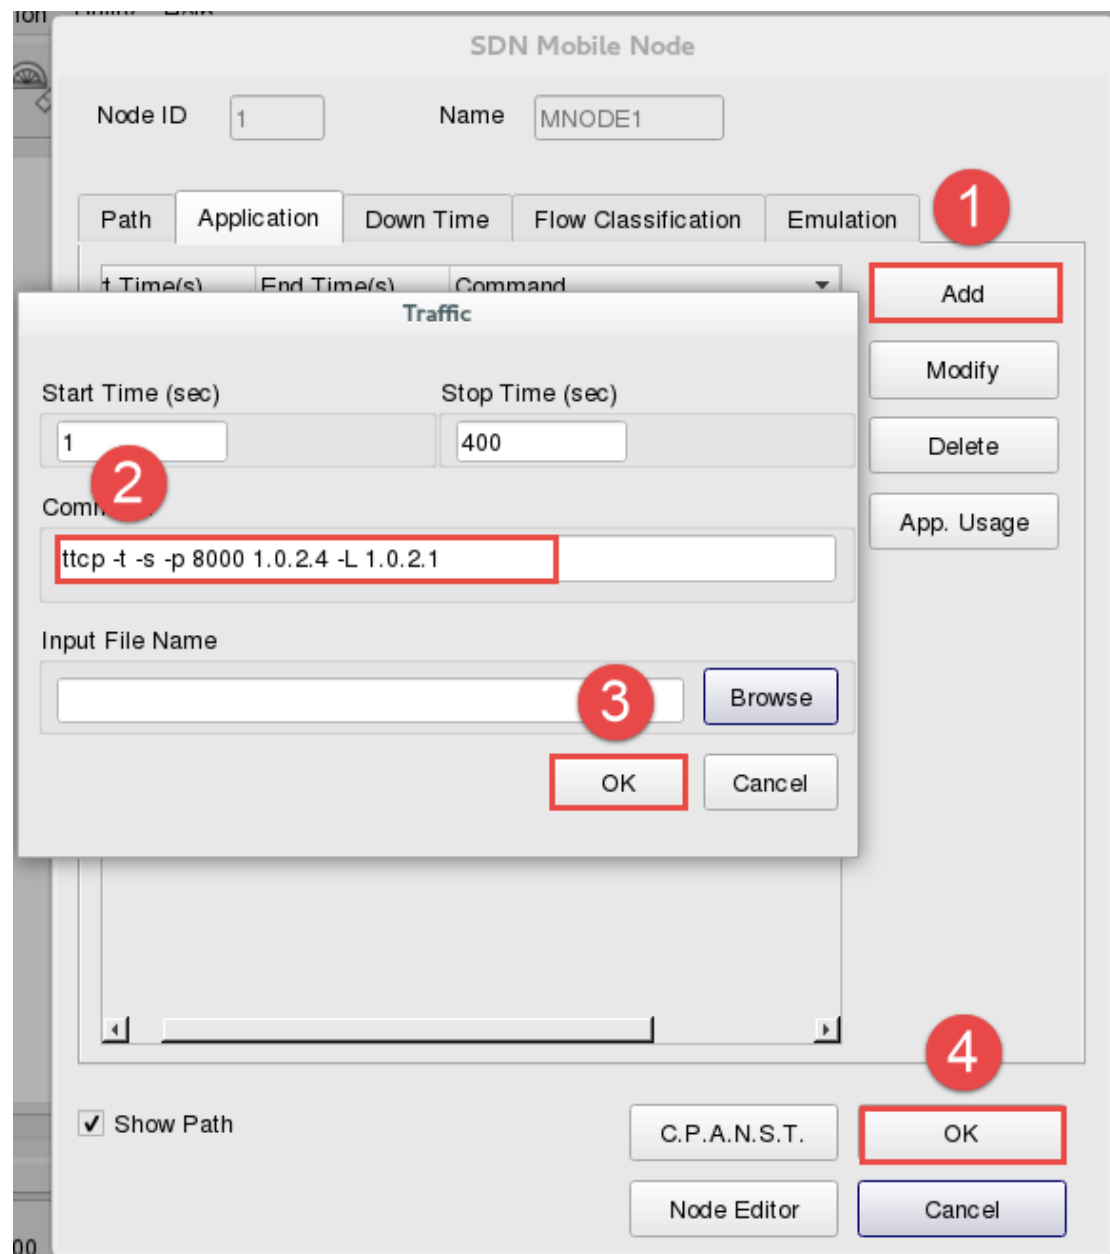 SDN Mobile Node
Node ID 1 Name MNODE1
Path Application Down Time Flow Classification Emulation
1
t Time(s) End Time(s) Command
Add
Traffic
Modify
Start Time (sec) Stop Time (sec)
1 400
Delete
2
App. Usage
ttcp -t -s -p 8000 1.0.2.4 -L 1.0.2.1
Input File Name
3
Browse
OK Cancel
4
Show Path
C.P.A.N.S.T. OK
Node Editor Cancel
00